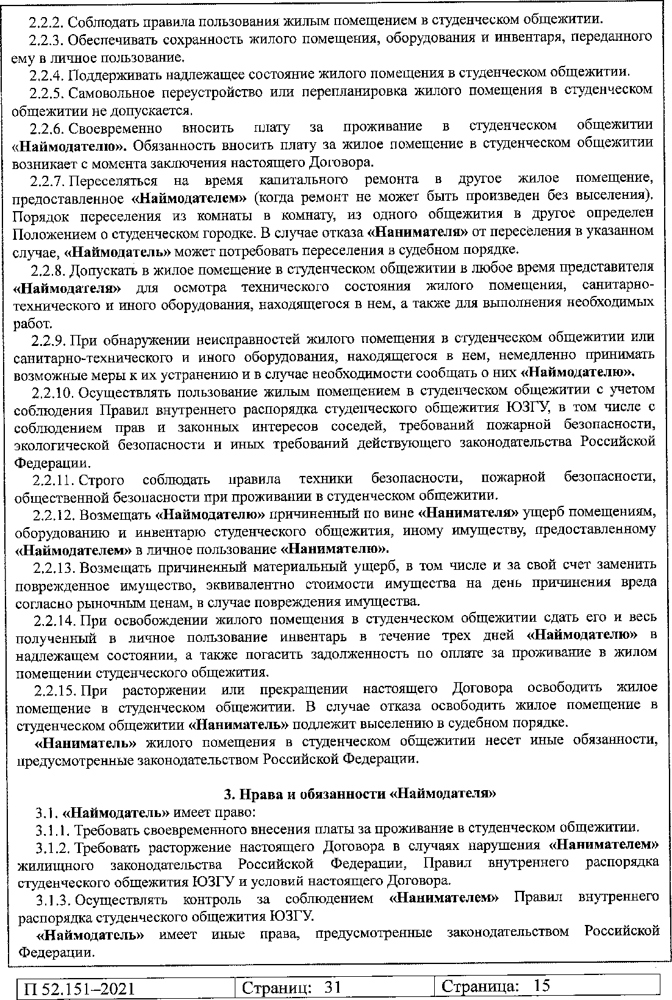 2.2.2. Соблюдать правила пользования жилым помещением в студенческом общежитии.
2.2.3. Обеспечивать сохранность жилого помещения, оборудования и инвентаря, переданного
ему в личное пользование.
2.2.4. Поддерживать надлежащее состояние жилого помещения в студенческом общежитии.
2.2.5. Самовольное переустройство или перепланировка жилого помещения в студенческом
общежитии не допускается.
2.2.6. Своевременно вносить плату за проживание в студенческом общежитии
«Наймодателю». Обязанность вносить плату за жилое помещение в студенческом общежитии
возникает с момента заключения настоящего Договора.
2.2.7. Переселяться на время капитального ремонта в другое жилое помещение,
предоставленное «Наймодателем» (когда ремонт не может быть произведен без выселения).
Порядок переселения из комнаты в комнату, из одного общежития в другое определен
Положением о студенческом городке. В случае отказа «Нанимателя» от переселения в указанном
случае, «Наймодатель» может потребовать переселения в судебном порядке.
2.2.8. Допускать в жилое помещение в студенческом общежитии в любое время представителя
«Наймодателя» для осмотра технического состояния жилого помещения, санитарно-
технического и иного оборудования, находящегося в нем, а также для выполнения необходимых
работ.
2.2.9. При обнаружении неисправностей жилого помещения в студенческом общежитии или
санитарно-технического и иного оборудования, находящегося в нем, немедленно принимать
возможные меры к их устранению и в случае необходимости сообщать о них «Наймодателю».
2.2.10. Осуществлять пользование жилым помещением в студенческом общежитии с учетом
соблюдения Правил внутреннего распорядка студенческого общежития ЮЗГУ, в том числе с
соблюдением прав и законных интересов соседей, требований пожарной безопасности,
экологической безопасности и иных требований действующего законодательства Российской
Федерации.
2.2.11. Строго соблюдать правила техники безопасности, пожарной безопасности,
общественной безопасности при проживании в студенческом общежитии.
2.2.12. Возмещать «Наймодателю» причиненный по вине «Нанимателя» ущерб помещениям,
оборудованию и инвентарю студенческого общежития, иному имуществу, предоставленному
«Наймодателем» в личное пользование «Нанимателю».
2.2.13. Возмещать причиненный материальный ущерб, в том числе и за свой счет заменить
поврежденное имущество, эквивалентно стоимости имущества на день причинения вреда
согласно рыночным ценам, в случае повреждения имущества.
2.2.14. При освобождении жилого помещения в студенческом общежитии сдать его и весь
полученный в личное пользование инвентарь в течение трех дней «Наймодателю» в
надлежащем состоянии, а также погасить задолженность по оплате за проживание в жилом
помещении студенческого общежития.
2.2.15. При расторжении или прекращении настоящего Договора освободить жилое
помещение в студенческом общежитии. В случае отказа освободить жилое помещение в
студенческом общежитии «Наниматель» подлежит выселению в судебном порядке.
«Наниматель» жилого помещения в студенческом общежитии несет иные обязанности,
предусмотренные законодательством Российской Федерации.
3. Права и обязанности «Наймодателя»
3.1. «Наймодатель» имеет право:
3.1.1. Требовать своевременного внесения платы за проживание в студенческом общежитии.
3.1.2. Требовать расторжение настоящего Договора в случаях нарушения «Нанимателем»
жилищного законодательства Российской Федерации, Правил внутреннего распорядка
студенческого общежития ЮЗГУ и условий настоящего Договора.
3.1.3. Осуществлять контроль за соблюдением «Нанимателем» Правил внутреннего
распорядка студенческого общежития ЮЗГУ.
«Наймодатель» имеет иные права, предусмотренные законодательством Российской
Федерации.
П 52.151–2021 Страниц: 31 Страница: 15